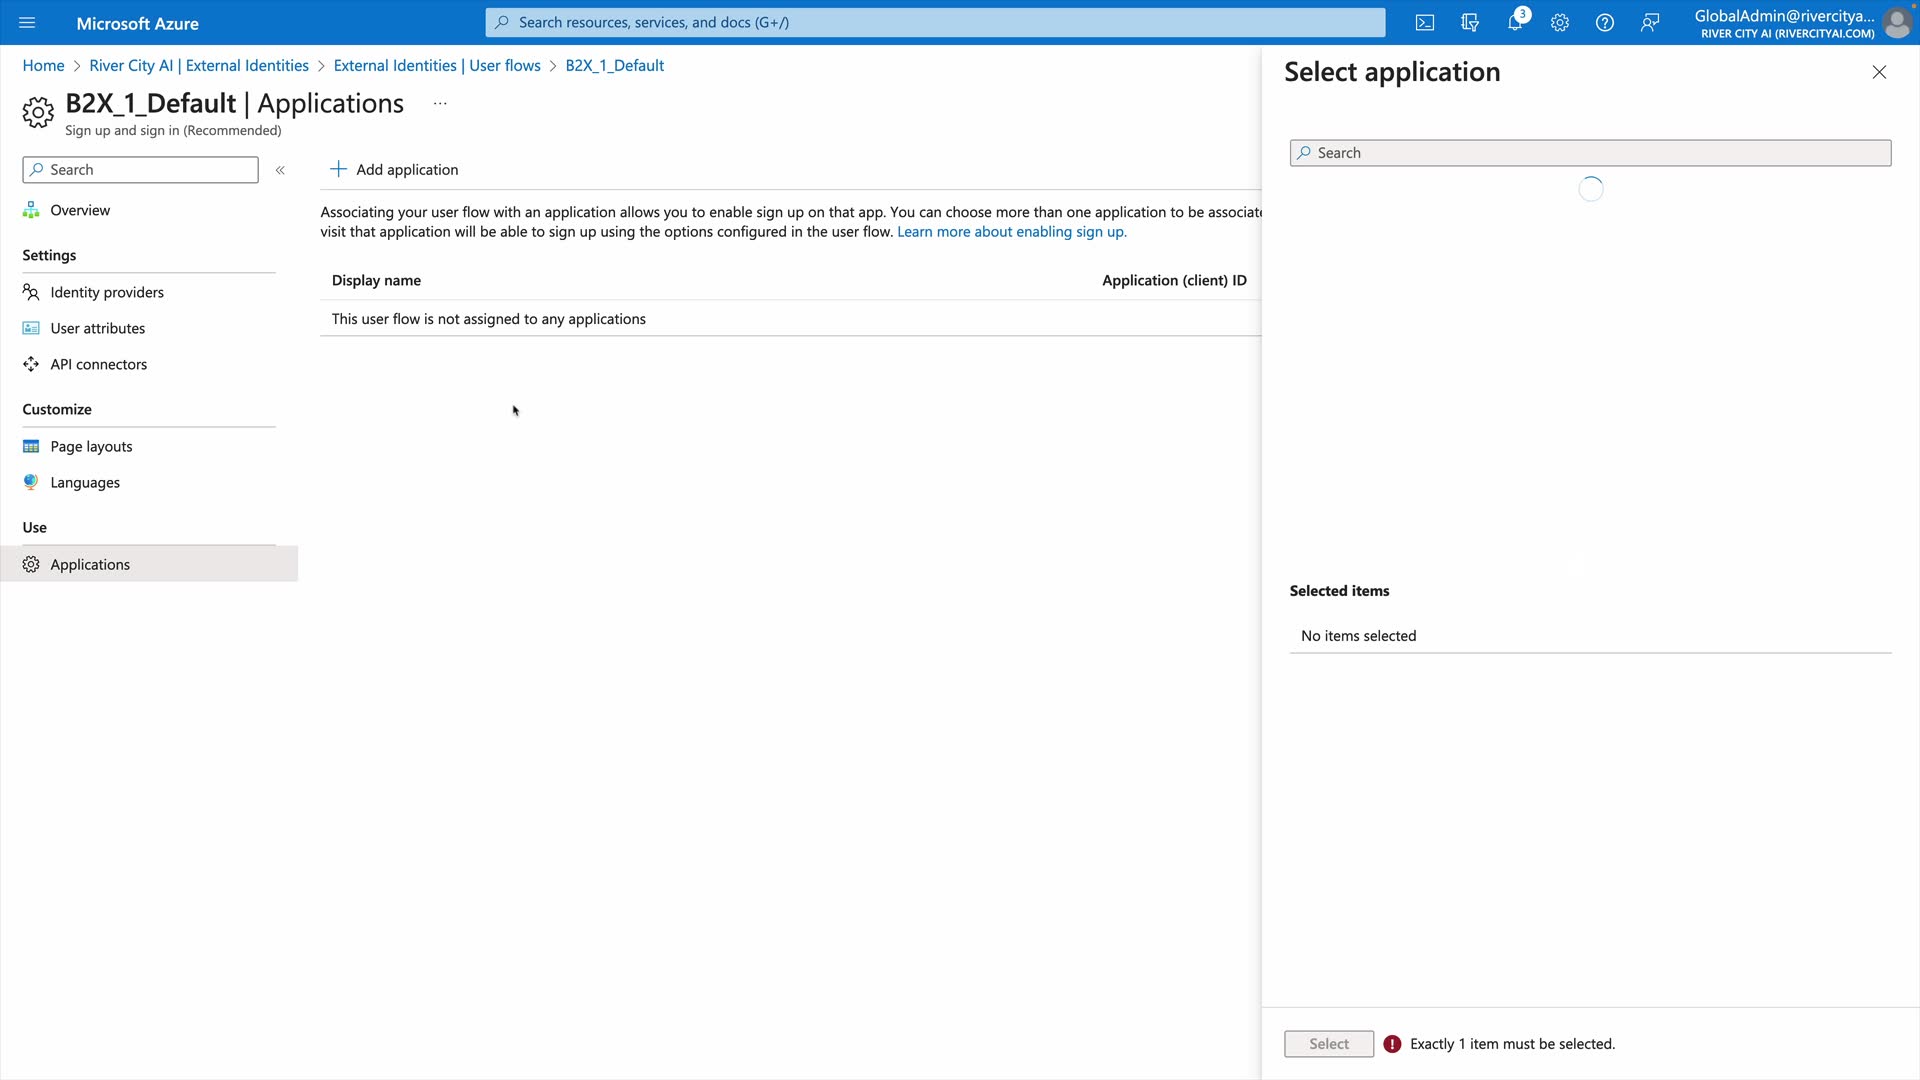 Microsoft Azure
Search resources, services, and docs (G+/)
3
GlobalAdmin@rivercitya...
RIVER CITY AI (RIVERCITYAI.COM)
Home > River City AI | External Identities > External Identities | User flows > B2X_1_Default
B2X_1_Default | Applications ...
Sign up and sign in (Recommended)
Search
«
Overview
Settings
Identity providers
User attributes
API connectors
Customize
Page layouts
Languages
Use
Applications
Add application
Associating your user flow with an application allows you to enable sign up on that app. You can choose more than one application to be associate
visit that application will be able to sign up using the options configured in the user flow. Learn more about enabling sign up.
Display name
Application (client) ID
This user flow is not assigned to any applications
Select application
Search
Selected items
No items selected
Select
Exactly 1 item must be selected.